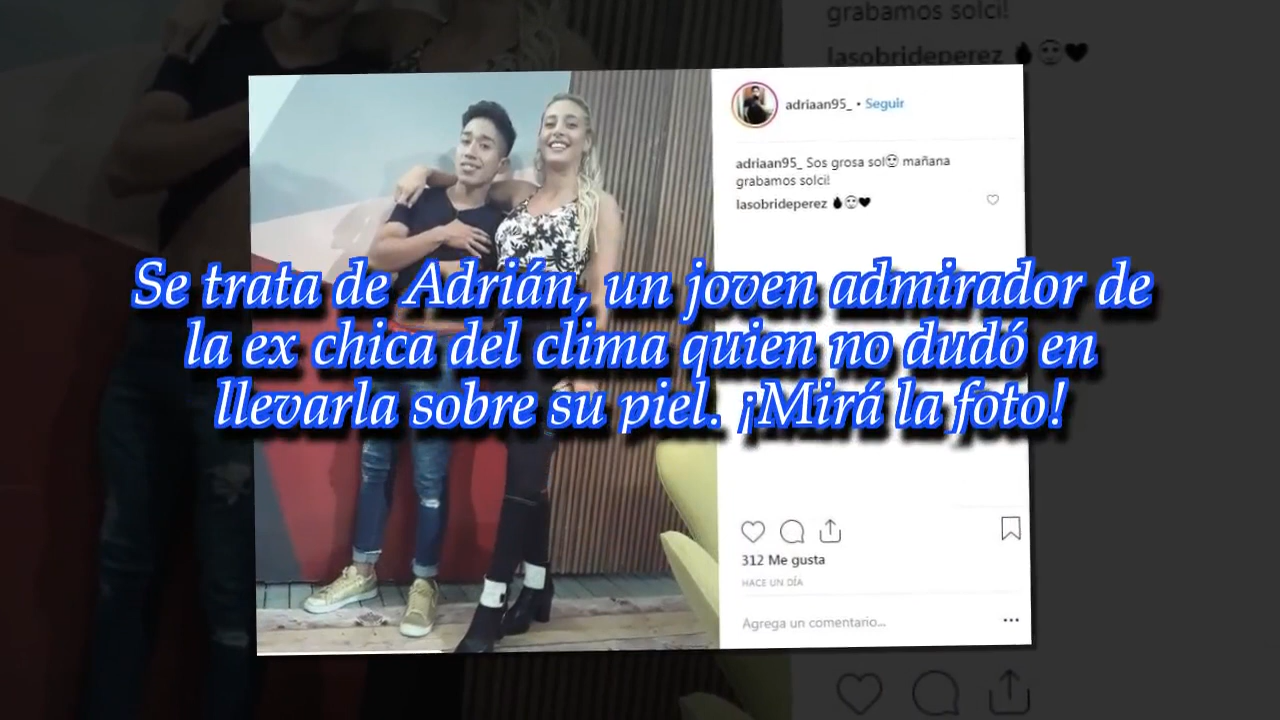 grabamos solci!
lasobrideperez
adriaan95_ • Seguir
adriaan95_ Sos grosa sol mañana
grabamos solci!
lasobrideperez
Se trata de Adrián, un joven admirador de
la ex chica del clima quien no dudó en
llevarla sobre su piel. ¡Mirá la foto!
312 Me gusta
HACE UN DÍA
Agrega un comentario...